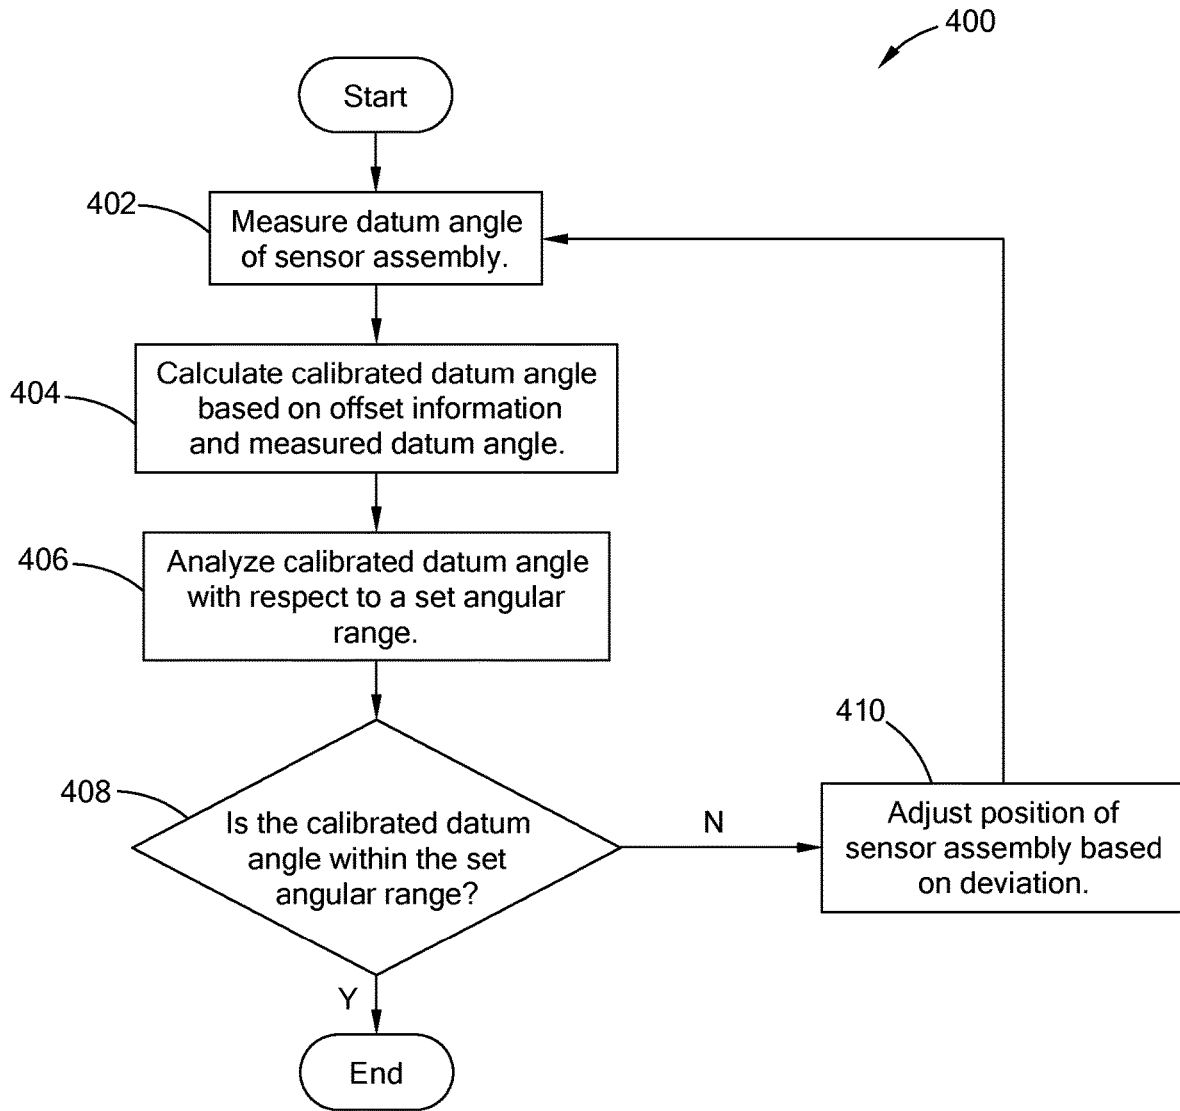 400
Start
402
Measure datum angle
of sensor assembly.
404
Calculate calibrated datum angle
based on offset information
and measured datum angle.
406
Analyze calibrated datum angle
with respect to a set angular
range.
408
Is the calibrated datum
angle within the set
angular range?
N
410
Adjust position of
sensor assembly based
on deviation.
Y
End